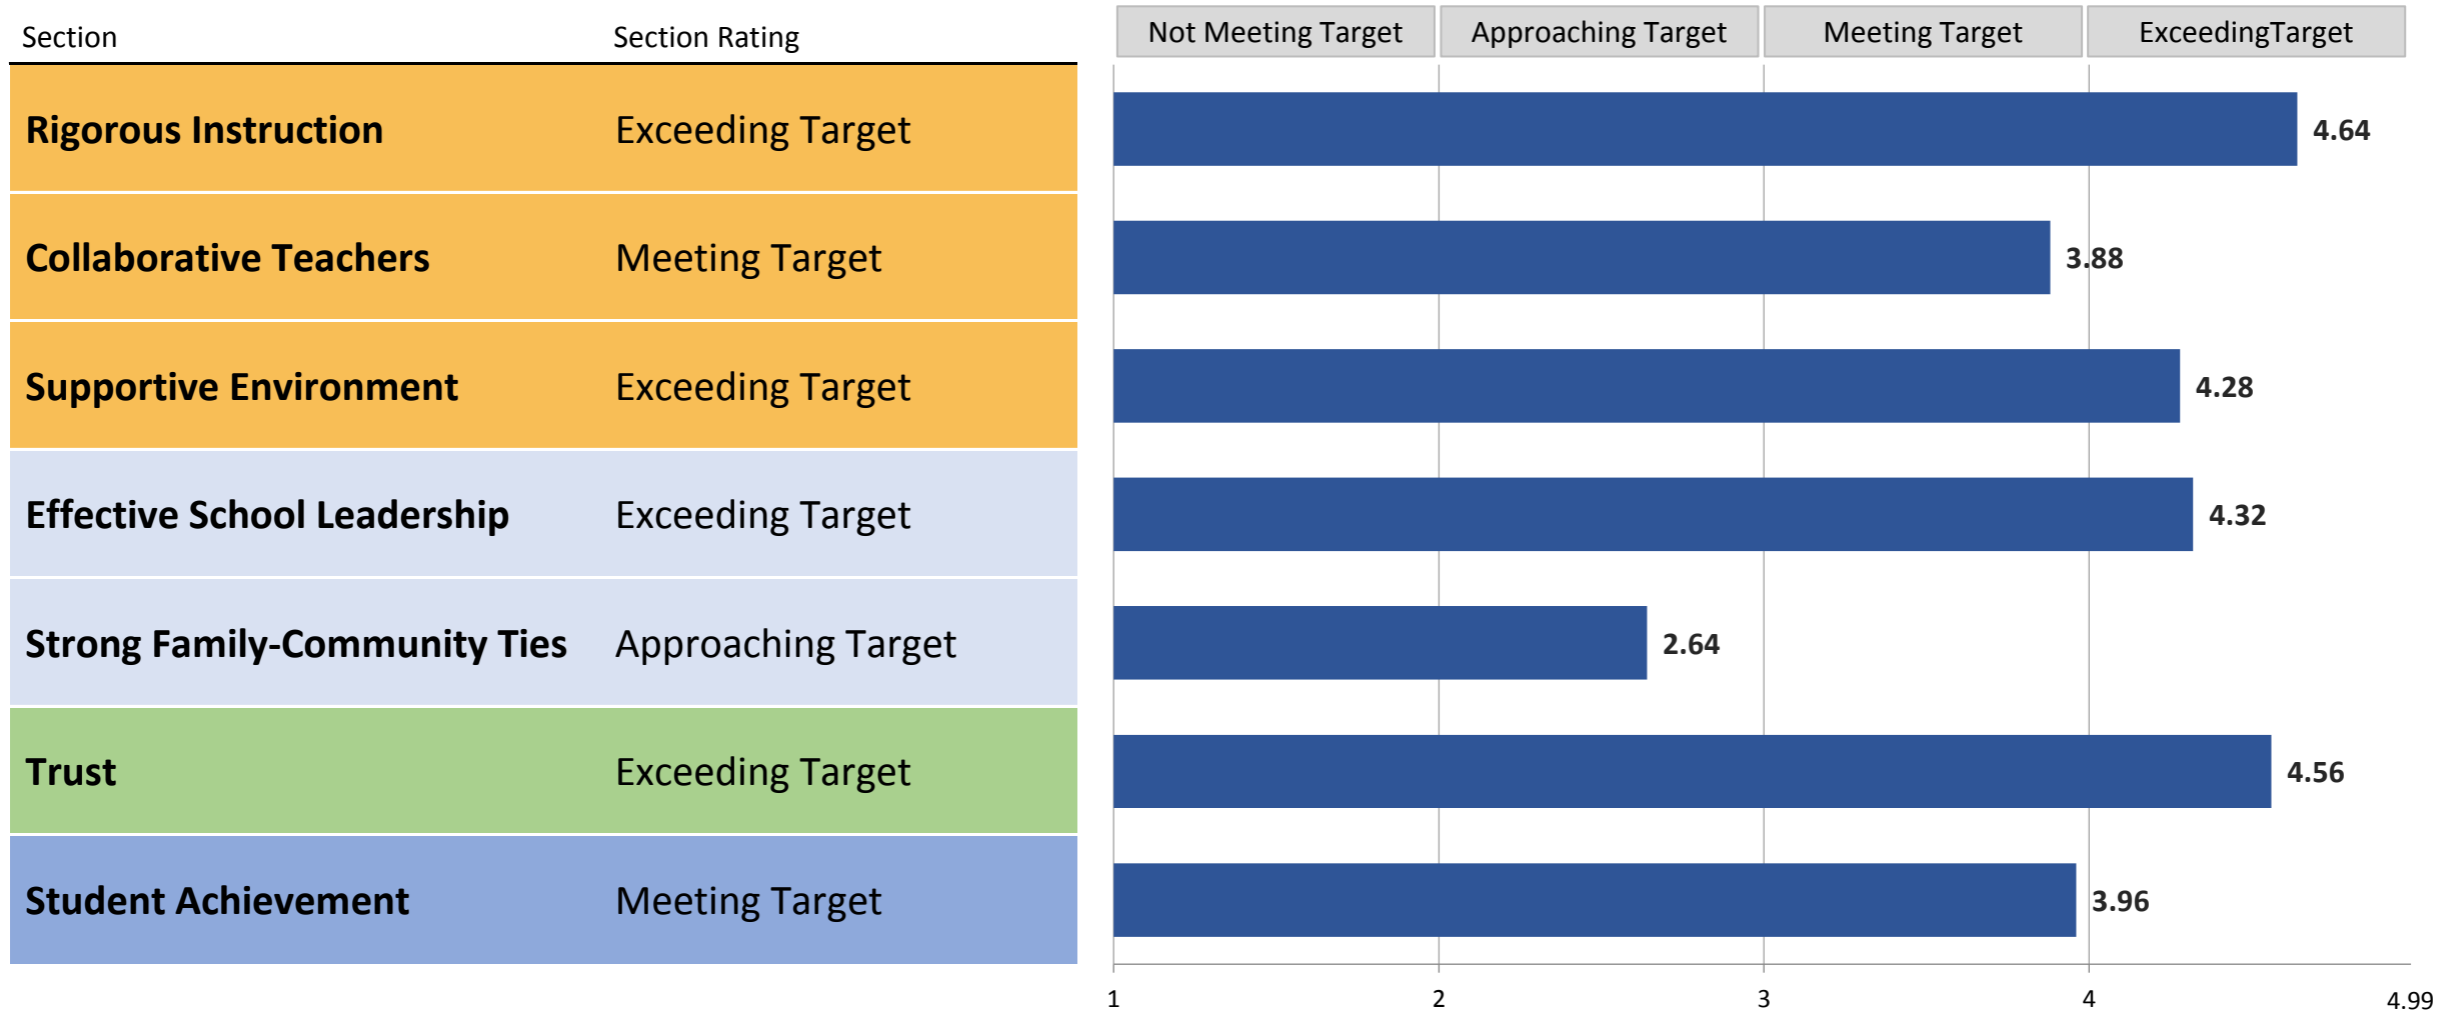 Section Section Rating Not Meeting Target Approaching Target Meeting Target ExceedingTarget
Rigorous Instruction Exceeding Target 4.64
Collaborative Teachers Meeting Target 3.88
Supportive Environment Exceeding Target 4.28
Effective School Leadership Exceeding Target 4.32
Strong Family-Community Ties Approaching Target 2.64
Trust Exceeding Target 4.56
Student Achievement Meeting Target 3.96
1 2 3 4 4.99